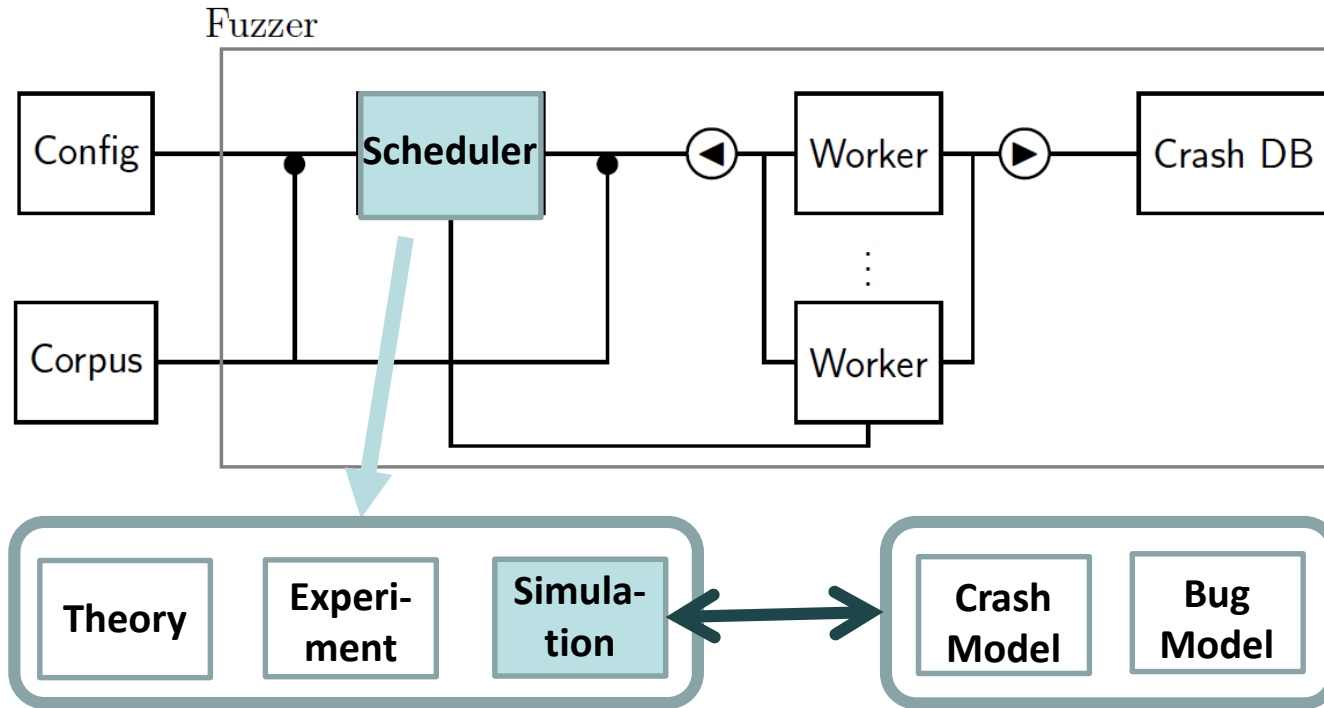 Fuzzer
Config
Scheduler
Worker
Crash DB
⋮
Corpus
Worker
Theory
Experi-
ment
Simula-
tion
Crash
Model
Bug
Model